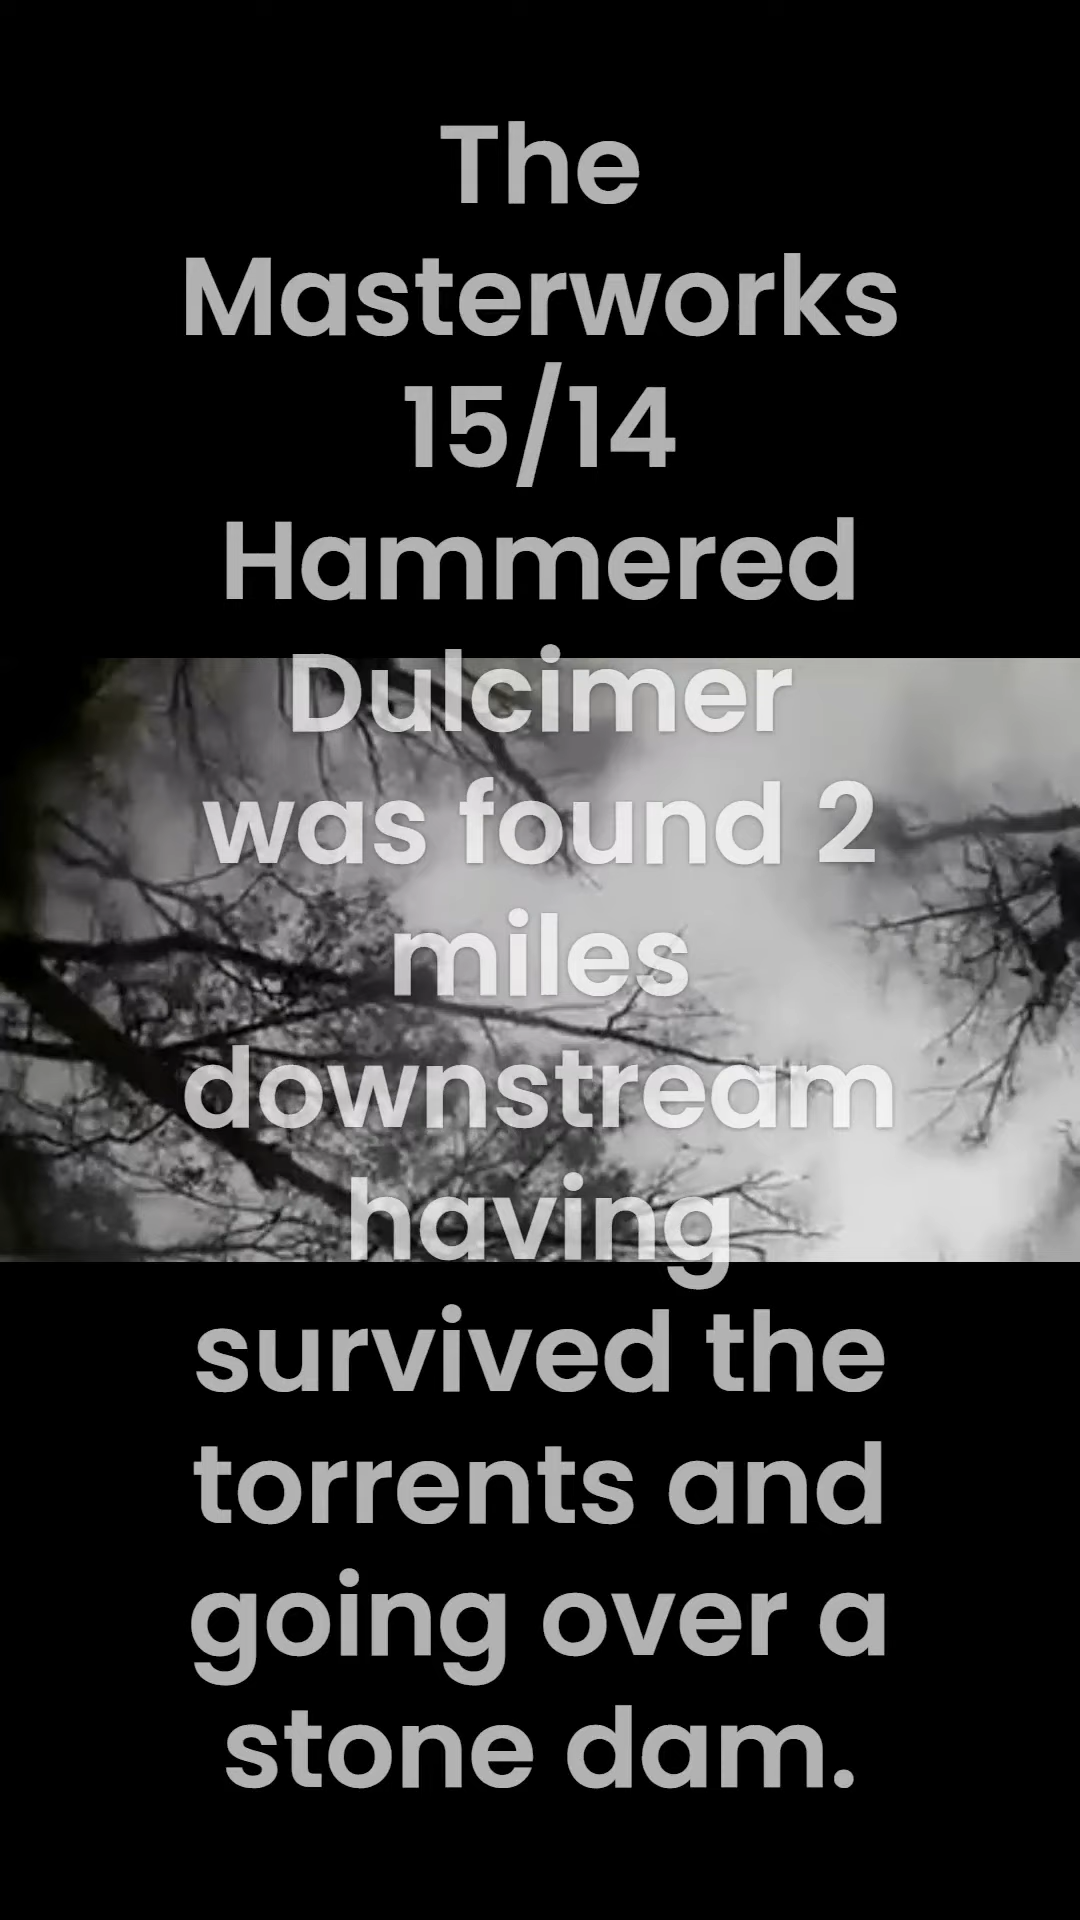 The
Masterworks
15/14
Hammered
Dulcimer
was found 2
miles
downstream
having
survived the
torrents and
going over a
stone dam.